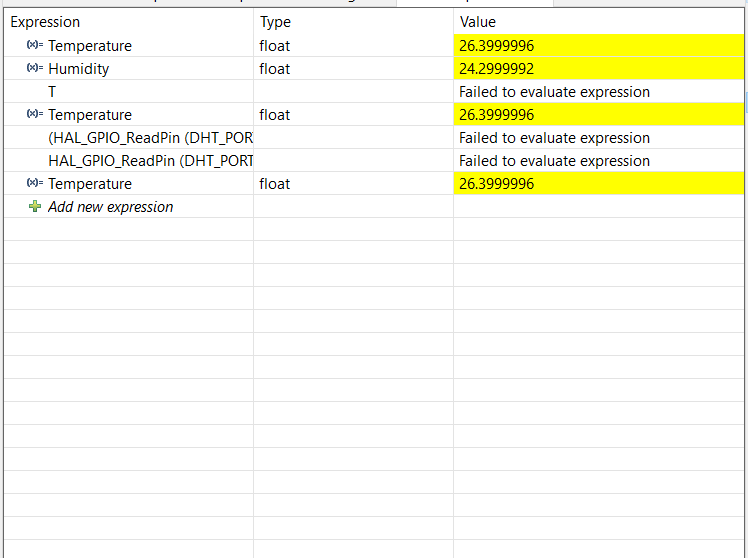 Expression Type Value
(x)= Temperature float 26.3999996
(x)= Humidity float 24.2999992
T Failed to evaluate expression
(x)= Temperature float 26.3999996
(HAL_GPIO_ReadPin (DHT_POR Failed to evaluate expression
HAL_GPIO_ReadPin (DHT_PORT Failed to evaluate expression
(x)= Temperature float 26.3999996
Add new expression